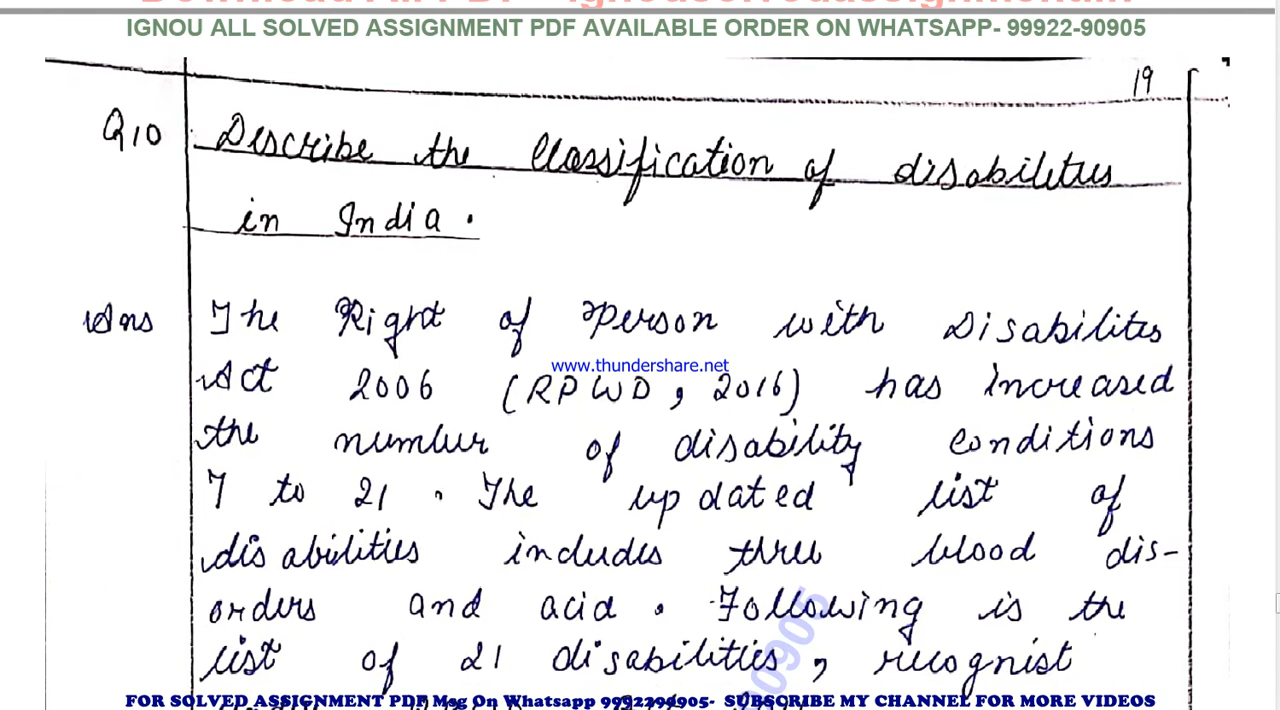 IGNOU ALL SOLVED ASSIGNMENT PDF AVAILABLE ORDER ON WHATSAPP- 99922-90905
19
Q10 Describe the Classification of disabilities
in India.
Ans The Right of Person with Disabilites
www.thundershare.net
Act 2006 (RPWD, 2016) has increased
the number of disability conditions
7 to 21. The updated list of
disabilities includes three blood dis-
orders and acid. Following is the
list of 21 disabilities, recognist
90905
FOR SOLVED ASSIGNMENT PDF Msg On Whatsapp 9992299905- SUBSCRIBE MY CHANNEL FOR MORE VIDEOS